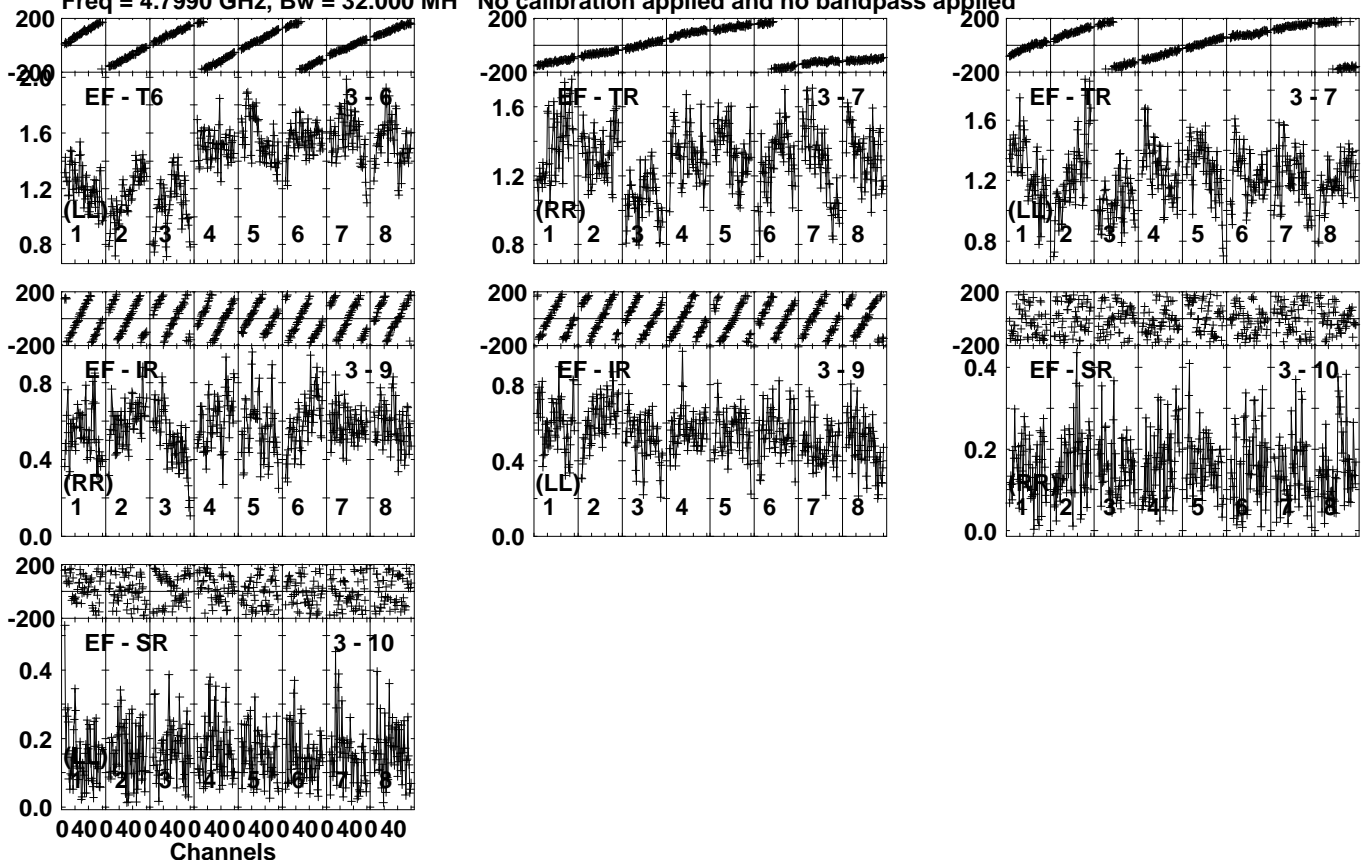 Freq = 4.7990 GHz, Bw = 32.000 MH No calibration applied and no bandpass applied
200
-200
2.0
1.6
1.2
0.8
EF - T6
3 - 6
(LL)
1 2 3 4 5 6 7 8
200
-200
1.6
1.2
0.8
EF - TR
3 - 7
(RR)
1 2 3 4 5 6 7 8
200
-200
1.6
1.2
0.8
EF - TR
3 - 7
(LL)
1 2 3 4 5 6 7 8
200
-200
0.8
0.4
0.0
EF - IR
3 - 9
(RR)
1 2 3 4 5 6 7 8
200
-200
0.8
0.4
0.0
EF - IR
3 - 9
(LL)
1 2 3 4 5 6 7 8
200
-200
0.4
0.2
0.0
EF - SR
3 - 10
(RR)
1 2 3 4 5 6 7 8
200
-200
0.4
0.2
0.0
EF - SR
3 - 10
(LL)
1 2 3 4 5 6 7 8
0 40 0 40 0 40 0 40 0 40 0 40 0 40 0 40
Channels